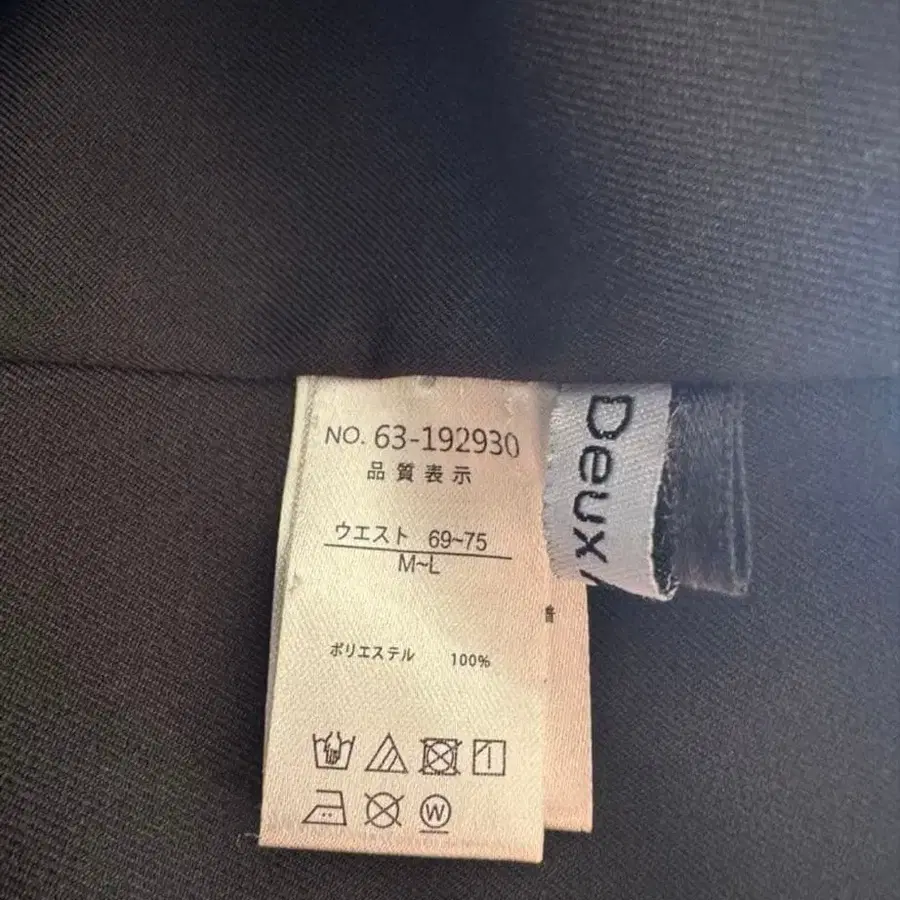 NO. 63-192930
品質表示
ウエスト 69~75
M~L
ポリエステル 100%
W
Deux